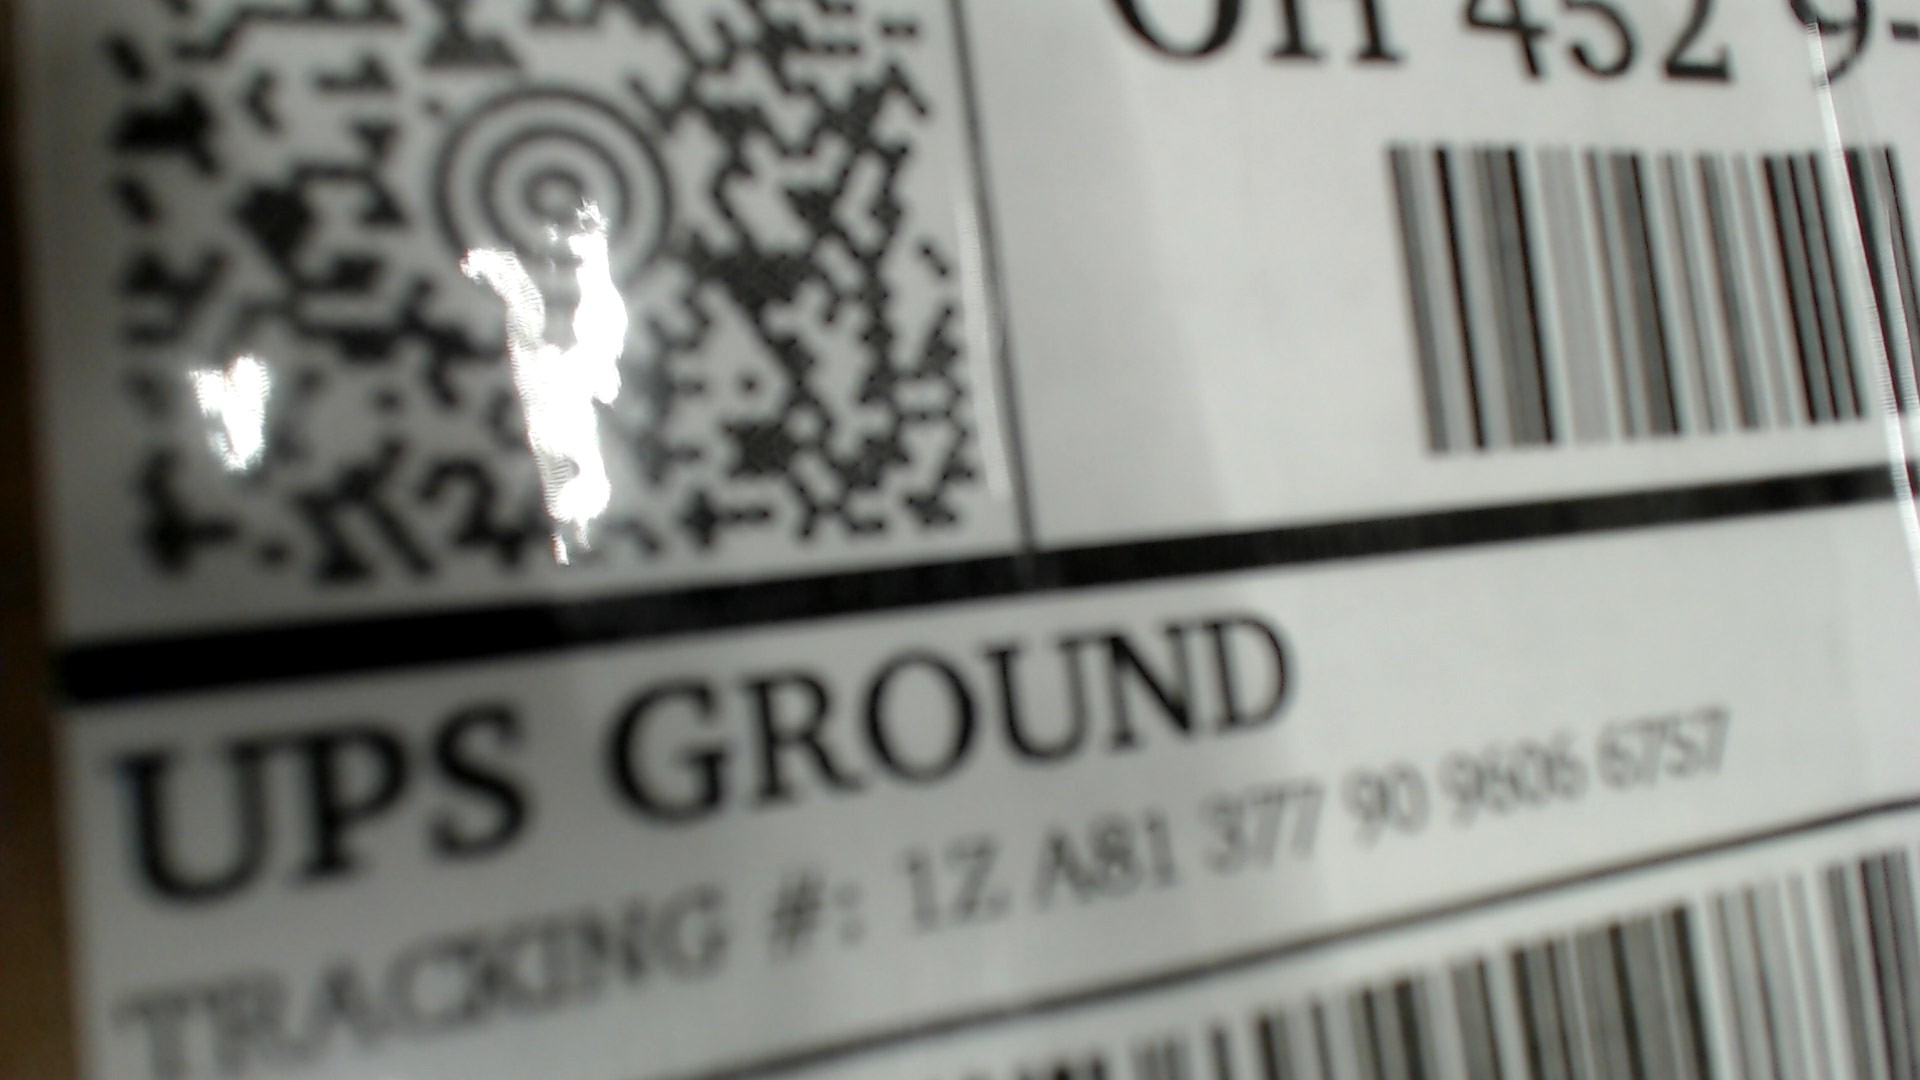 OH 452 9-
UPS GROUND
TRACKING #: 1Z A81 377 90 9606 6757